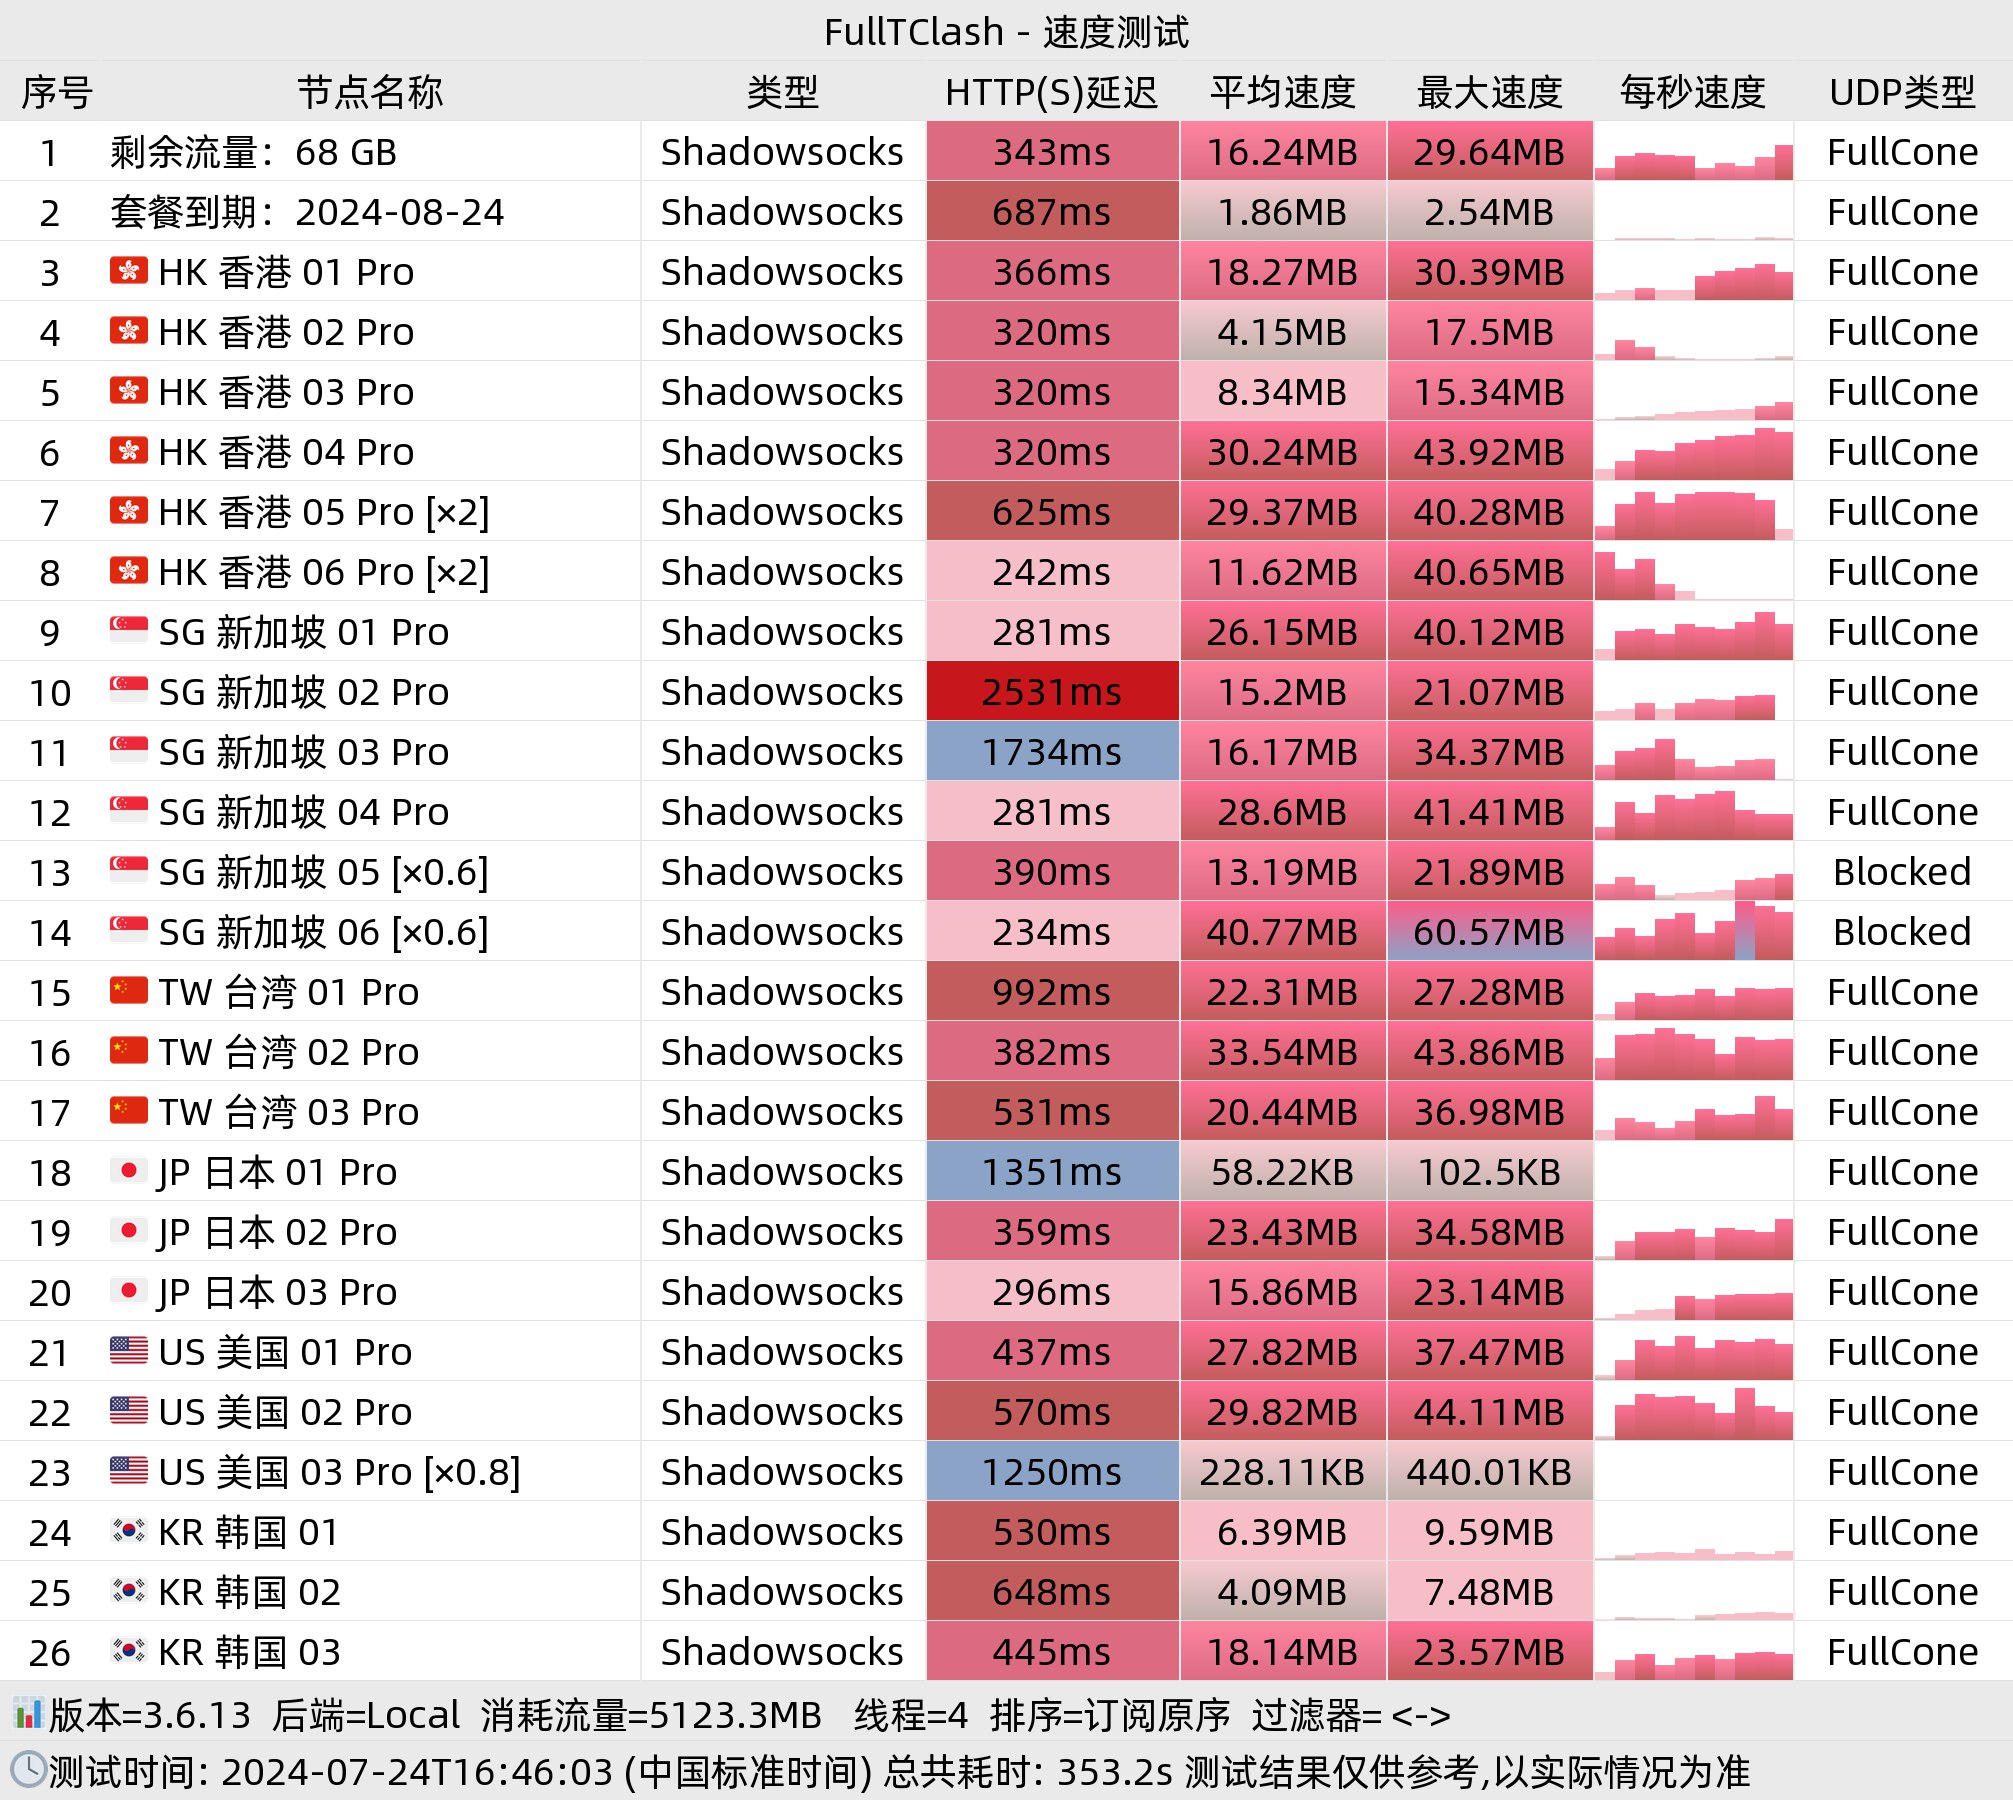 FullTClash - 速度测试
序号 节点名称 类型 HTTP(S)延迟 平均速度 最大速度 每秒速度 UDP类型
1 剩余流量：68 GB Shadowsocks 343ms 16.24MB 29.64MB FullCone
2 套餐到期：2024-08-24 Shadowsocks 687ms 1.86MB 2.54MB FullCone
3 HK 香港 01 Pro Shadowsocks 366ms 18.27MB 30.39MB FullCone
4 HK 香港 02 Pro Shadowsocks 320ms 4.15MB 17.5MB FullCone
5 HK 香港 03 Pro Shadowsocks 320ms 8.34MB 15.34MB FullCone
6 HK 香港 04 Pro Shadowsocks 320ms 30.24MB 43.92MB FullCone
7 HK 香港 05 Pro [×2] Shadowsocks 625ms 29.37MB 40.28MB FullCone
8 HK 香港 06 Pro [×2] Shadowsocks 242ms 11.62MB 40.65MB FullCone
9 SG 新加坡 01 Pro Shadowsocks 281ms 26.15MB 40.12MB FullCone
10 SG 新加坡 02 Pro Shadowsocks 2531ms 15.2MB 21.07MB FullCone
11 SG 新加坡 03 Pro Shadowsocks 1734ms 16.17MB 34.37MB FullCone
12 SG 新加坡 04 Pro Shadowsocks 281ms 28.6MB 41.41MB FullCone
13 SG 新加坡 05 [×0.6] Shadowsocks 390ms 13.19MB 21.89MB Blocked
14 SG 新加坡 06 [×0.6] Shadowsocks 234ms 40.77MB 60.57MB Blocked
15 TW 台湾 01 Pro Shadowsocks 992ms 22.31MB 27.28MB FullCone
16 TW 台湾 02 Pro Shadowsocks 382ms 33.54MB 43.86MB FullCone
17 TW 台湾 03 Pro Shadowsocks 531ms 20.44MB 36.98MB FullCone
18 JP 日本 01 Pro Shadowsocks 1351ms 58.22KB 102.5KB FullCone
19 JP 日本 02 Pro Shadowsocks 359ms 23.43MB 34.58MB FullCone
20 JP 日本 03 Pro Shadowsocks 296ms 15.86MB 23.14MB FullCone
21 US 美国 01 Pro Shadowsocks 437ms 27.82MB 37.47MB FullCone
22 US 美国 02 Pro Shadowsocks 570ms 29.82MB 44.11MB FullCone
23 US 美国 03 Pro [×0.8] Shadowsocks 1250ms 228.11KB 440.01KB FullCone
24 KR 韩国 01 Shadowsocks 530ms 6.39MB 9.59MB FullCone
25 KR 韩国 02 Shadowsocks 648ms 4.09MB 7.48MB FullCone
26 KR 韩国 03 Shadowsocks 445ms 18.14MB 23.57MB FullCone
版本=3.6.13 后端=Local 消耗流量=5123.3MB 线程=4 排序=订阅原序 过滤器= <->
测试时间: 2024-07-24T16:46:03 (中国标准时间) 总共耗时: 353.2s 测试结果仅供参考,以实际情况为准